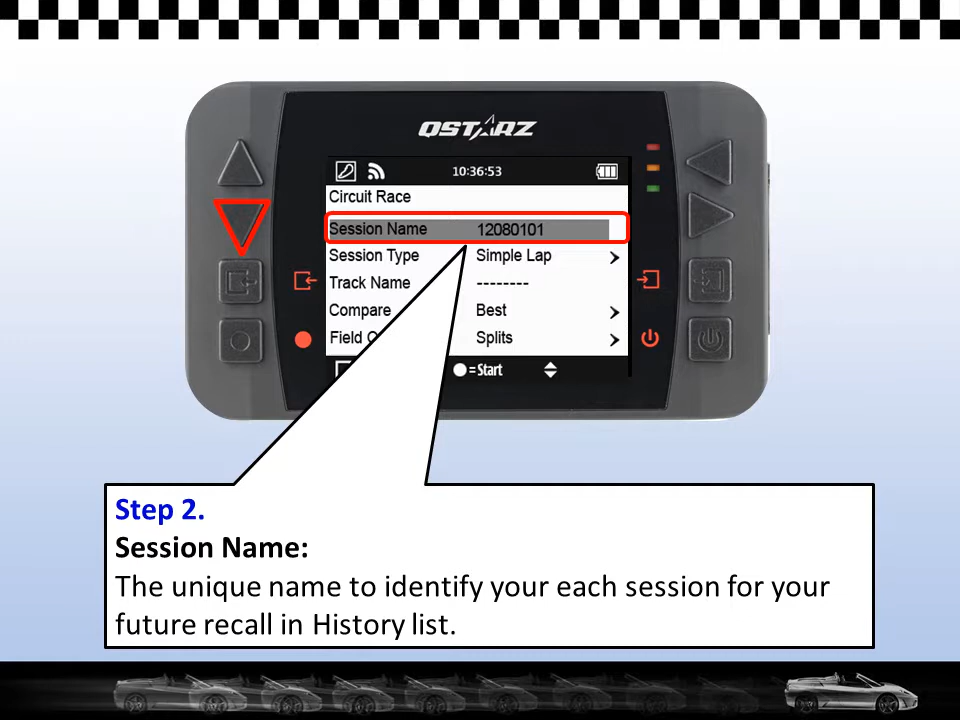 QSTARZ
10:36:53
Circuit Race
Session Name 12080101
Session Type Simple Lap
Track Name --------
Compare Best
Field Splits
=Start
Step 2.
Session Name:
The unique name to identify your each session for your
future recall in History list.